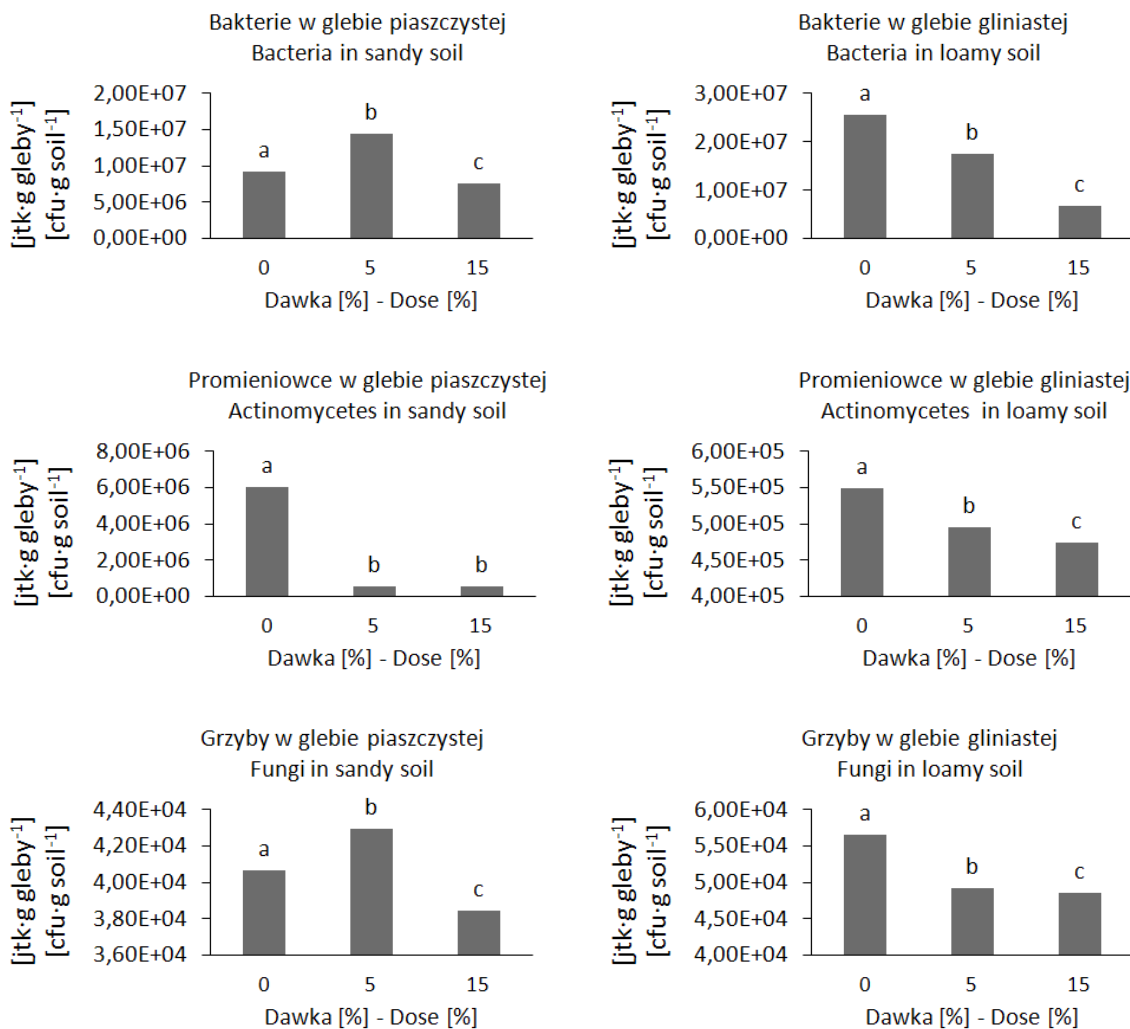 Bakterie w glebie piaszczystej
Bacteria in sandy soil
[jtk·g gleby-1]
[cfu·g soil-1]
2,00E+07
1,50E+07
1,00E+07
5,00E+06
0,00E+00
a
b
c
0 5 15
Dawka [%] - Dose [%]
Bakterie w glebie gliniastej
Bacteria in loamy soil
[jtk·g gleby-1]
[cfu·g soil-1]
3,00E+07
2,00E+07
1,00E+07
0,00E+00
a
b
c
0 5 15
Dawka [%] - Dose [%]
Promieniowce w glebie piaszczystej
Actinomycetes in sandy soil
[jtk·g gleby-1]
[cfu·g soil-1]
8,00E+06
6,00E+06
4,00E+06
2,00E+06
0,00E+00
a
b
b
0 5 15
Dawka [%] - Dose [%]
Promieniowce w glebie gliniastej
Actinomycetes in loamy soil
[jtk·g gleby-1]
[cfu·g soil-1]
6,00E+05
5,50E+05
5,00E+05
4,50E+05
4,00E+05
a
b
c
0 5 15
Dawka [%] - Dose [%]
Grzyby w glebie piaszczystej
Fungi in sandy soil
[jtk·g gleby-1]
[cfu·g soil-1]
4,40E+04
4,20E+04
4,00E+04
3,80E+04
3,60E+04
a
b
c
0 5 15
Dawka [%] - Dose [%]
Grzyby w glebie gliniastej
Fungi in loamy soil
[jtk·g gleby-1]
[cfu·g soil-1]
6,00E+04
5,50E+04
5,00E+04
4,50E+04
4,00E+04
a
b
c
0 5 15
Dawka [%] - Dose [%]